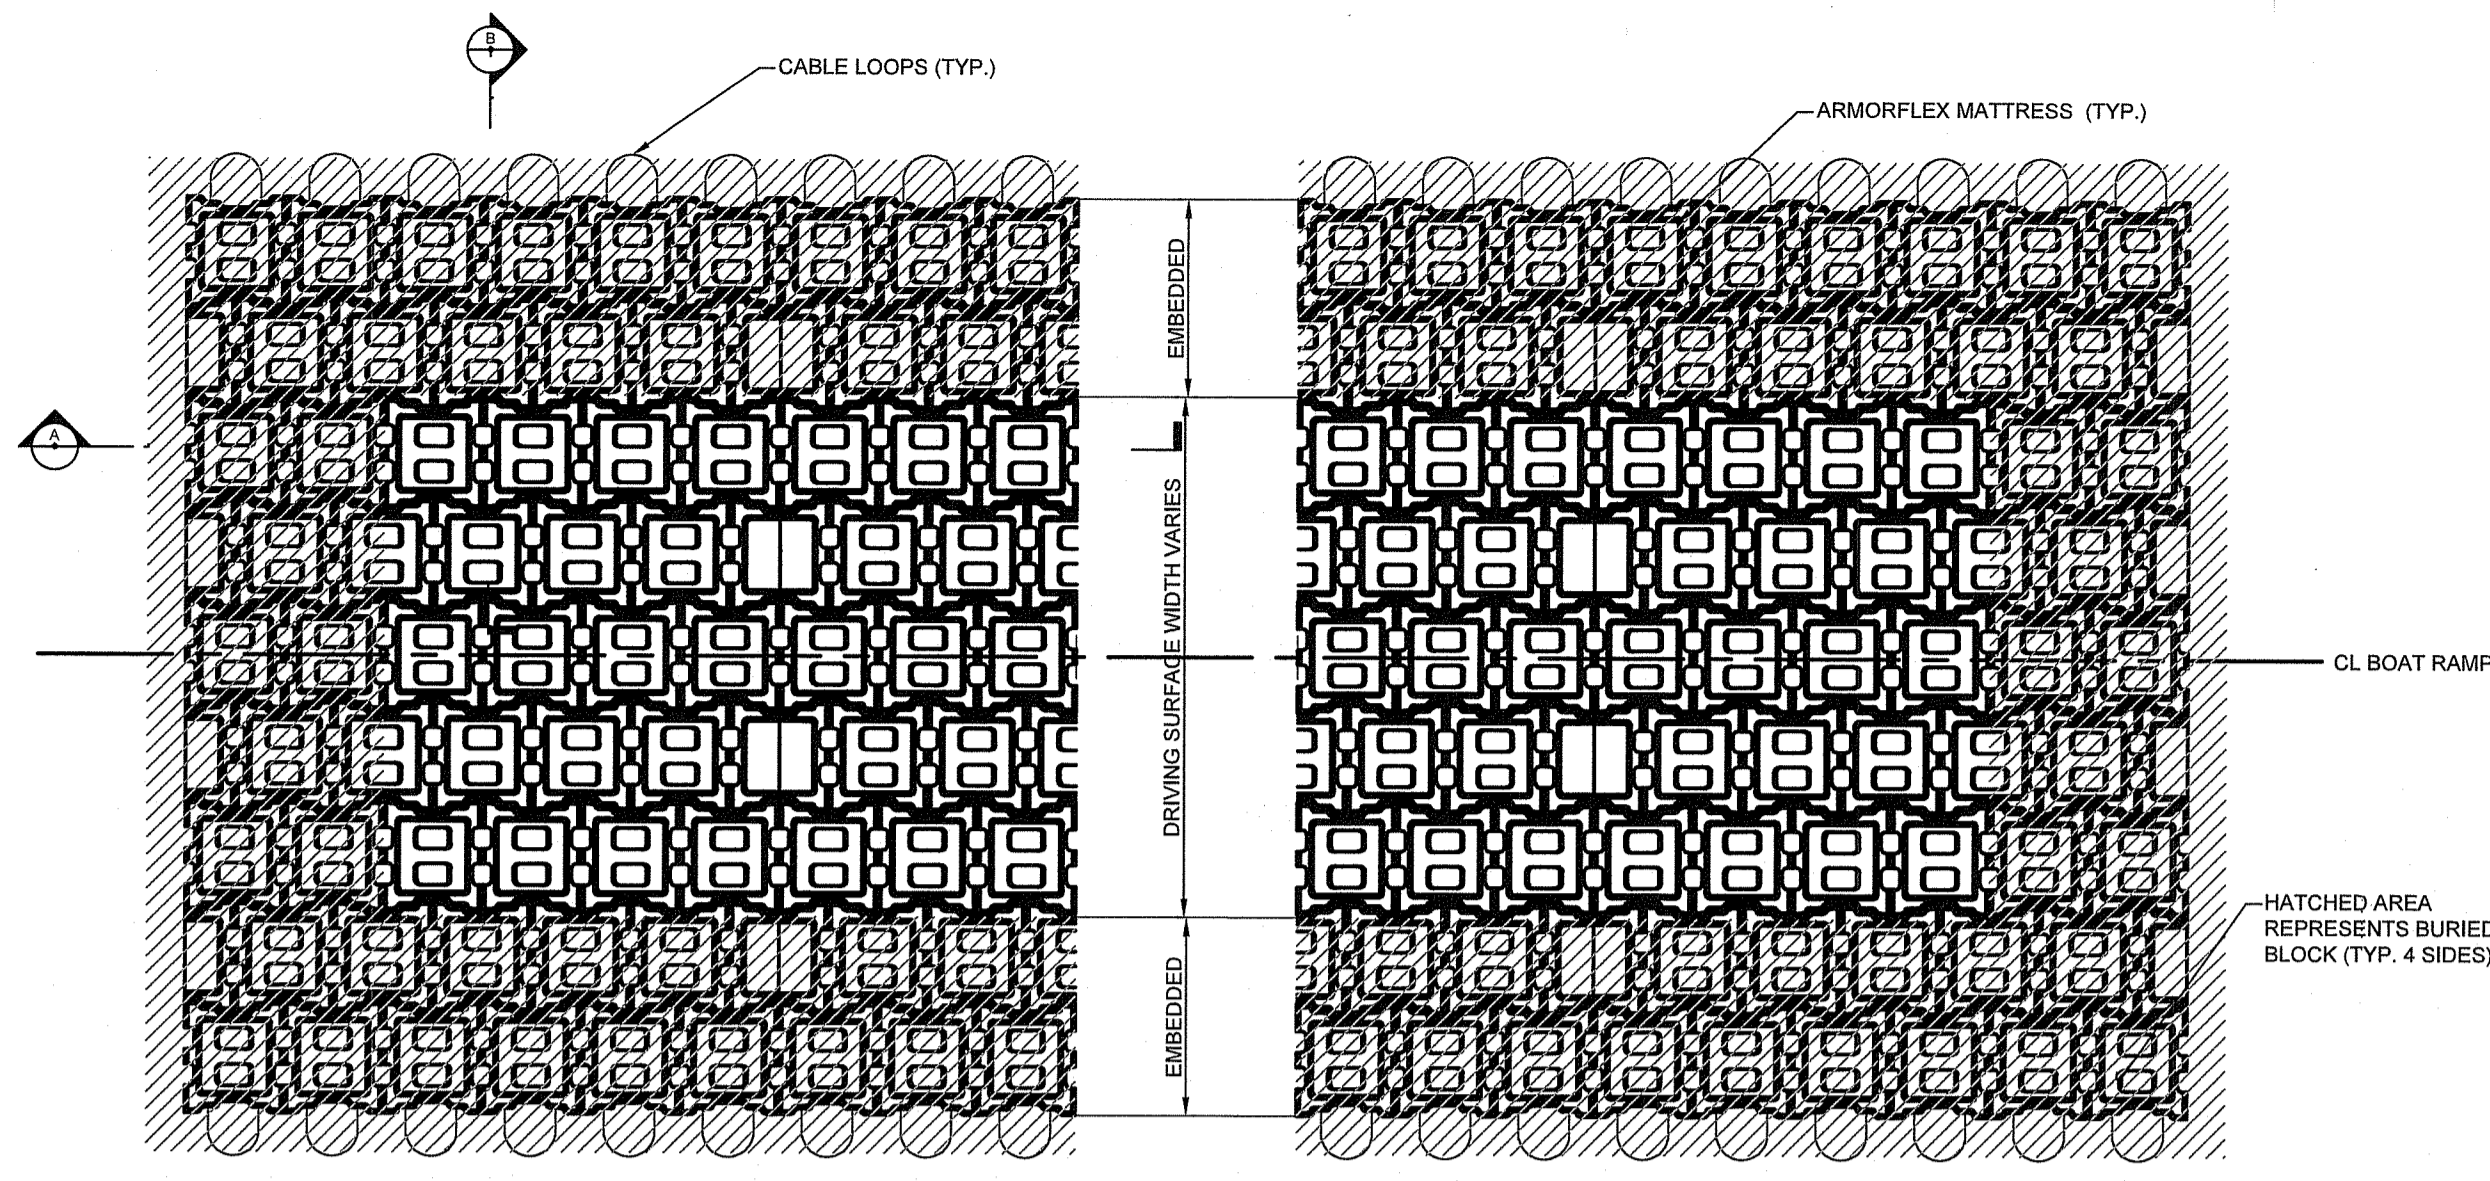 B
CABLE LOOPS (TYP.)
ARMORFLEX MATTRESS (TYP.)
EMBEDDED
A
DRIVING SURFACE WIDTH VARIES
CL BOAT RAMP
HATCHED AREA
REPRESENTS BURIED
BLOCK (TYP. 4 SIDES)
EMBEDDED